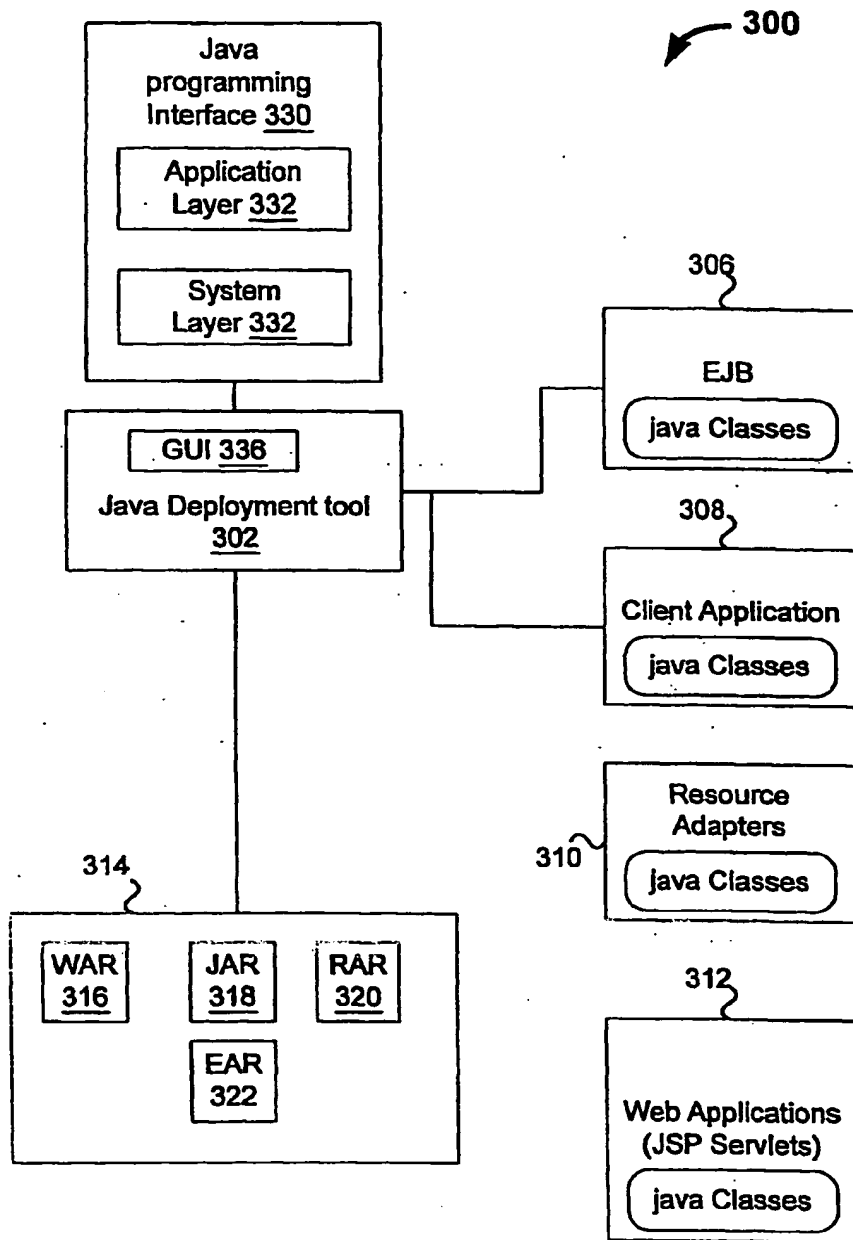 300
Java
programming
Interface 330
Application
Layer 332
System
Layer 332
GUI 336
Java Deployment tool
302
306
EJB
java Classes
308
Client Application
java Classes
Resource
Adapters
310
java Classes
312
Web Applications
(JSP Servlets)
java Classes
314
WAR
316
JAR
318
RAR
320
EAR
322